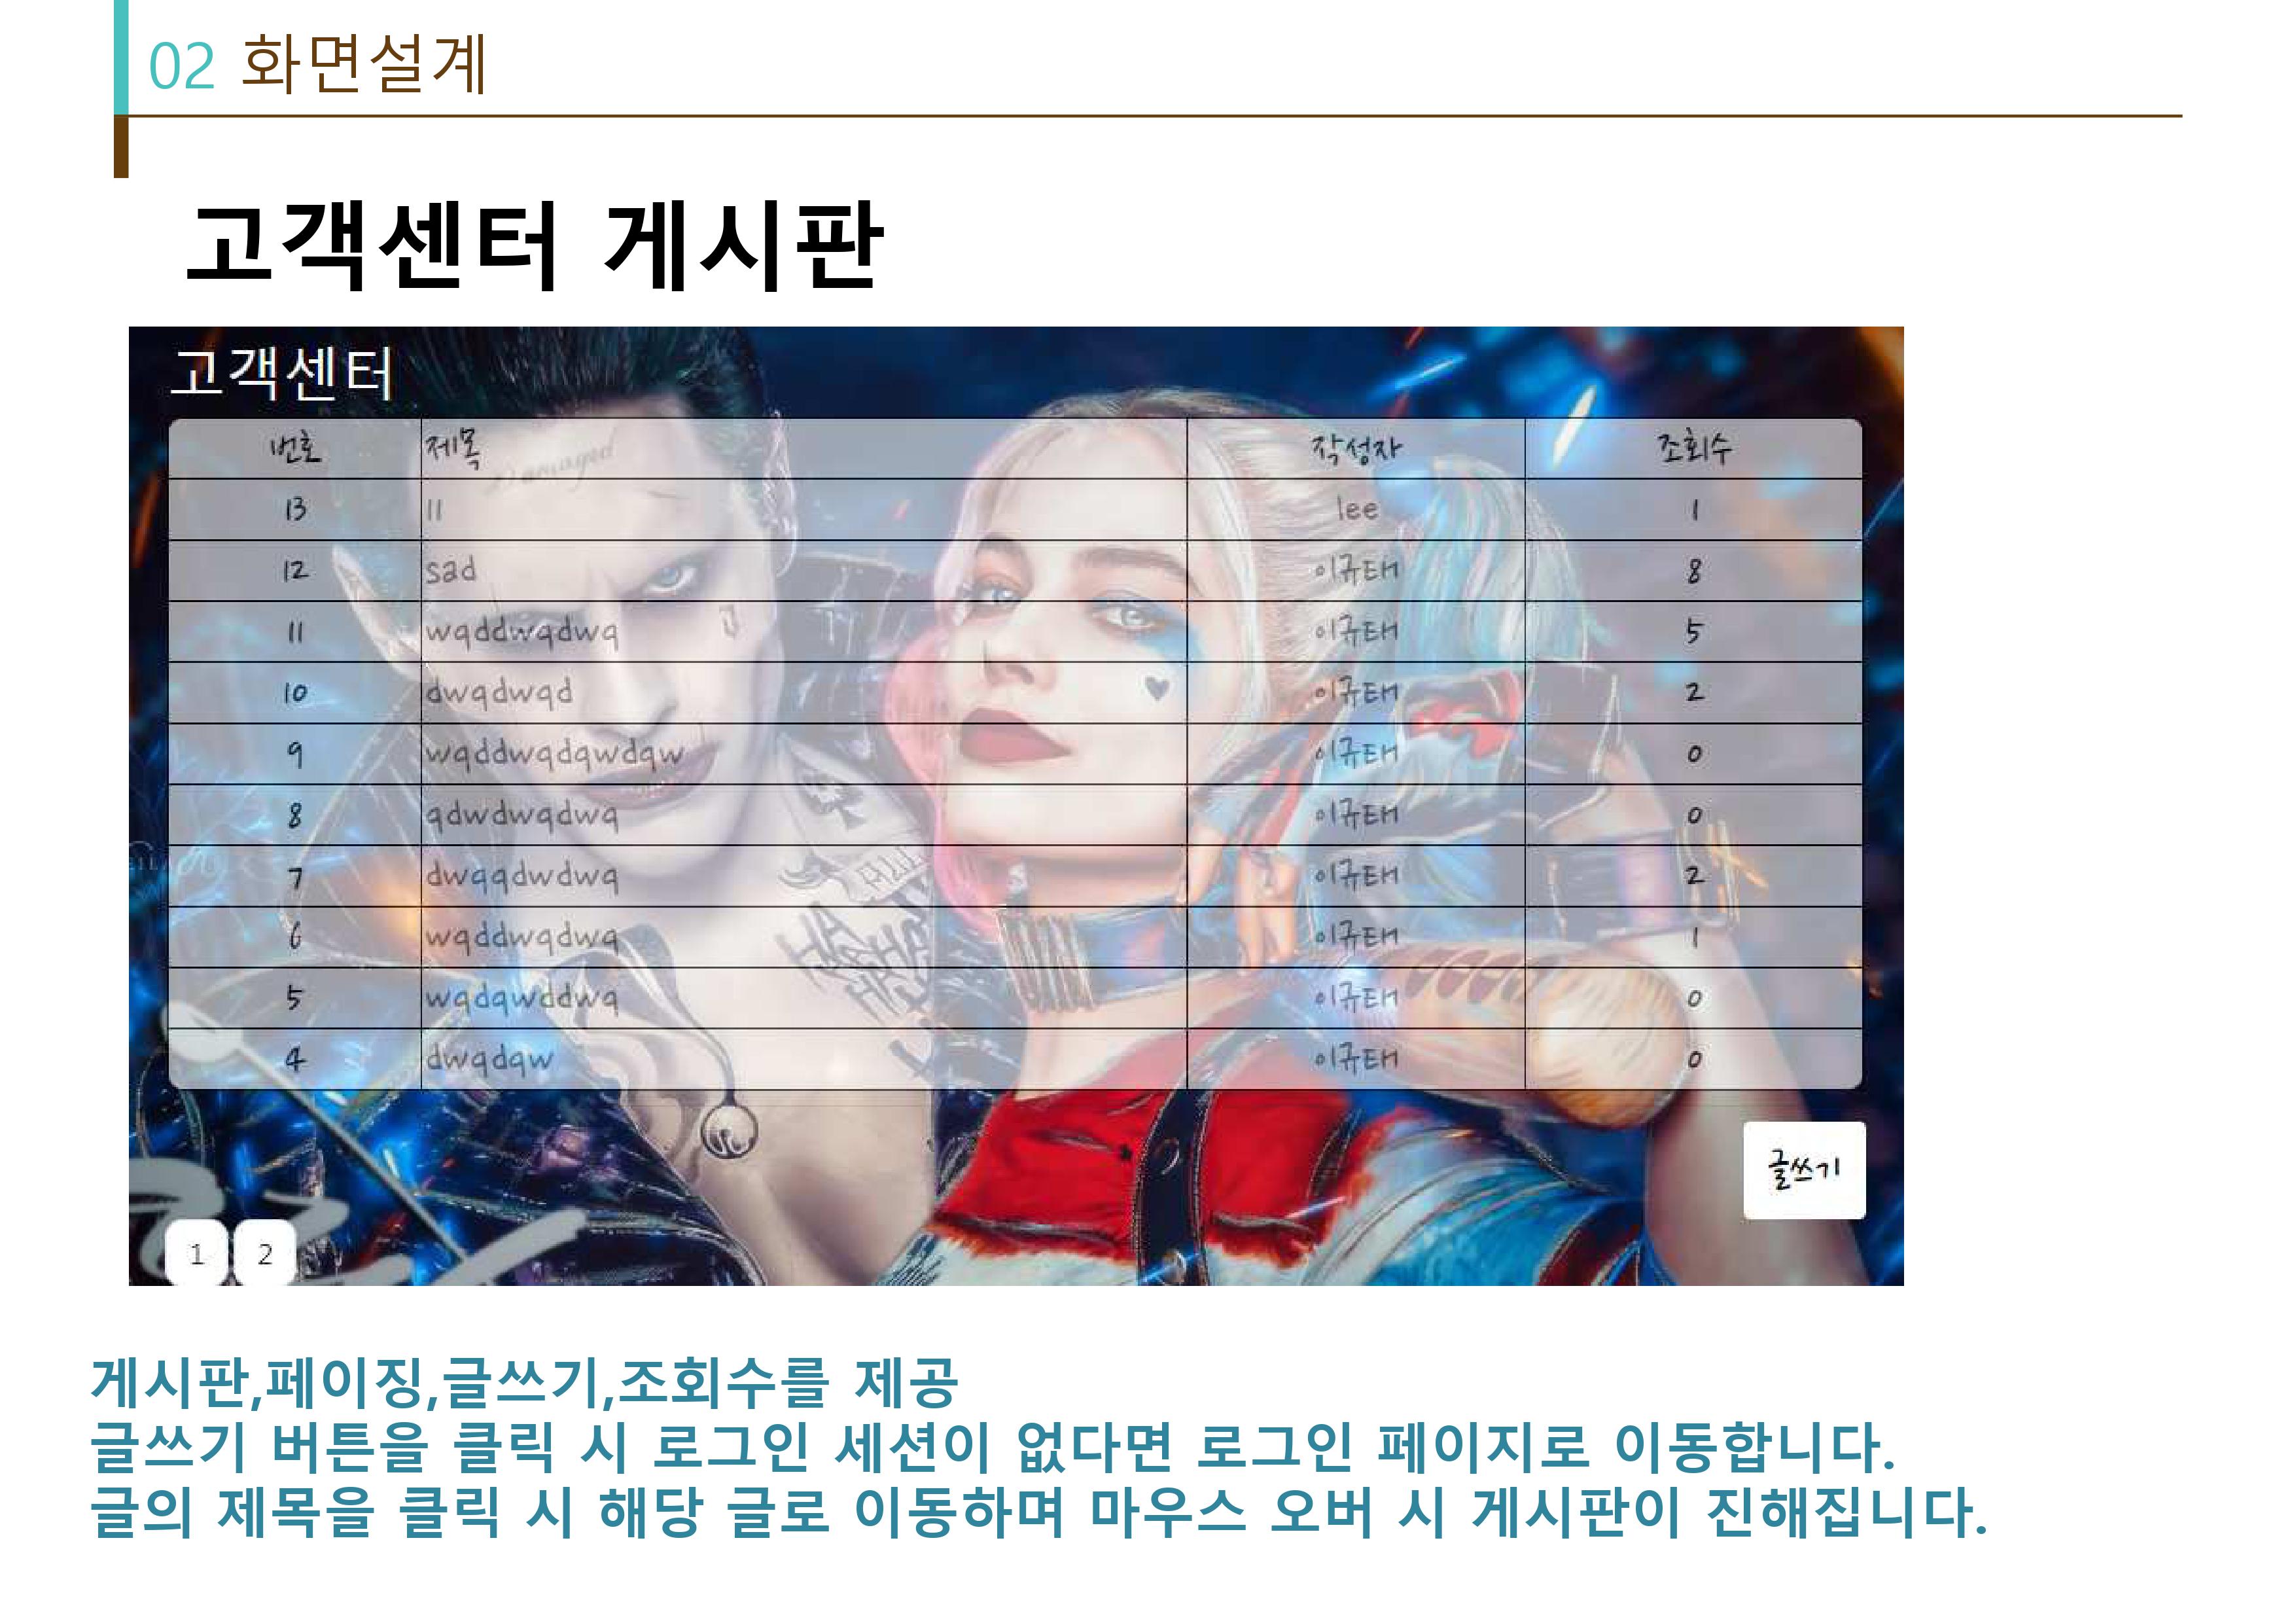 02 화면설계
고객센터 게시판
고객센터
번호 제목 작성자 조회수
13 ll lee 1
12 sad 이규태 8
11 wqddwqdwq 이규태 5
10 dwqdwqd 이규태 2
9 wqddwqdqwdqw 이규태 0
8 qdwdwqdwq 이규태 0
7 dwqqdwdwq 이규태 2
6 wqddwqdwq 이규태 1
5 wqdqwddwq 이규태 0
4 dwqdqw 이규태 0
글쓰기
1 2
게시판,페이징,글쓰기,조회수를 제공
글쓰기 버튼을 클릭 시 로그인 세션이 없다면 로그인 페이지로 이동합니다.
글의 제목을 클릭 시 해당 글로 이동하며 마우스 오버 시 게시판이 진해집니다.